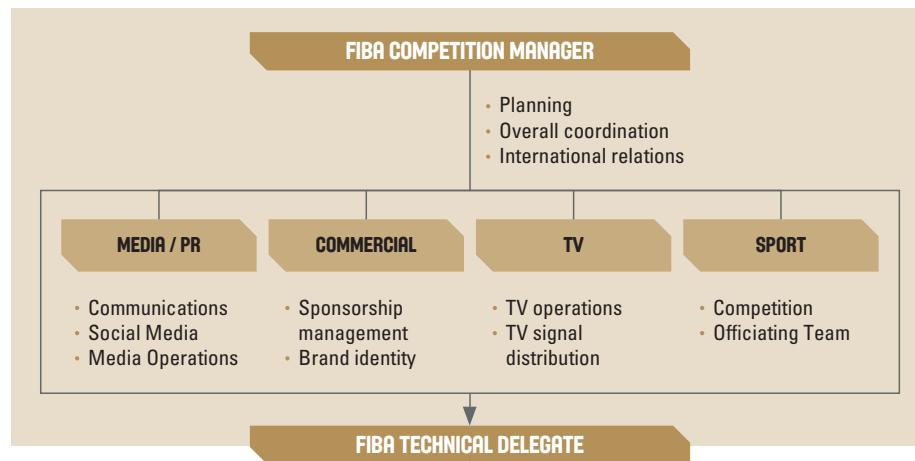 FIBA COMPETITION MANAGER
• Planning
• Overall coordination
• International relations
MEDIA / PR
• Communications
• Social Media
• Media Operations
COMMERCIAL
• Sponsorship
management
• Brand identity
TV
• TV operations
• TV signal
distribution
SPORT
• Competition
• Officiating Team
FIBA TECHNICAL DELEGATE